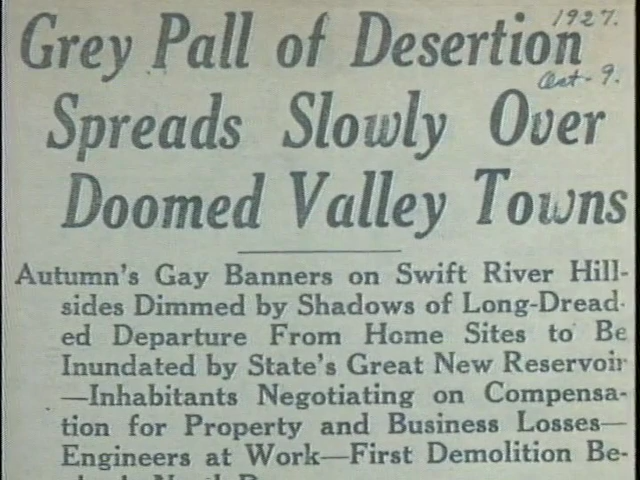 1927.
Grey Pall of Desertion
Oct - 9.
Spreads Slowly Over
Doomed Valley Towns
Autumn's Gay Banners on Swift River Hill-
sides Dimmed by Shadows of Long-Dread-
ed Departure From Home Sites to Be
Inundated by State's Great New Reservoir
—Inhabitants Negotiating on Compensa-
tion for Property and Business Losses—
Engineers at Work—First Demolition Be-